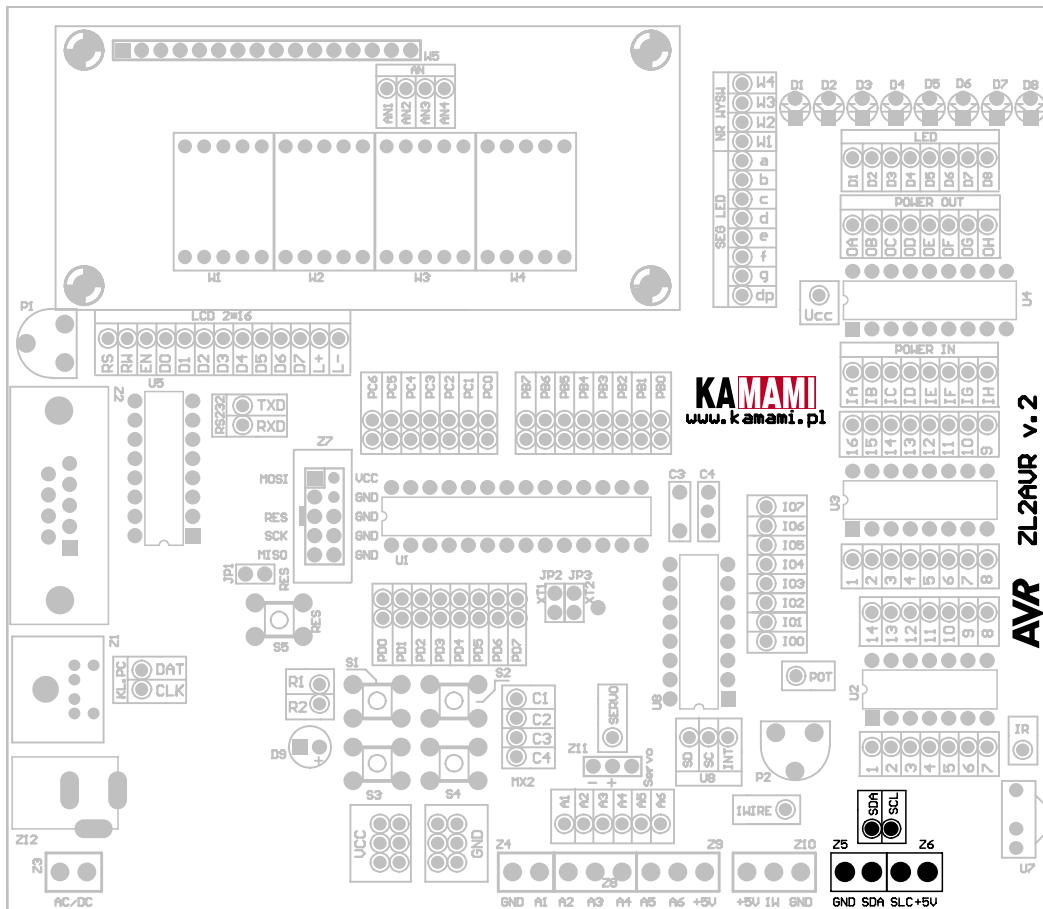 W5
AN
AN1 AN2 AN3 AN4
W1 W2 W3 W4
NR WYSW
W4
W3
W2
W1
SEG LED
a
b
c
d
e
f
g
dp
D1 D2 D3 D4 D5 D6 D7 D8
LED
D1 D2 D3 D4 D5 D6 D7 D8
POWER OUT
OA OB OC OD OE OF OG OH
Ucc
U4
P1
LCD 2*16
RS RW EN D0 D1 D2 D3 D4 D5 D6 D7 L+ L-
POWER IN
IA IB IC ID IE IF IG IH
U5
Z2
RS232
TXD
RXD
PC6 PC5 PC4 PC3 PC2 PC1 PC0
PB7 PB6 PB5 PB4 PB3 PB2 PB1 PB0
KAMAMI
www.kamami.pl
16 15 14 13 12 11 10 9
Z7
MOSI VCC
GND
RES GND
SCK GND
MISO GND
U1
C3 C4
IO7
IO6
IO5
IO4
IO3
IO2
IO1
IO0
U3
1 2 3 4 5 6 7 8
AVR ZL2AVR v.2
JP1
RES
RES
S5
JP2 JP3
XT1 XT2
PD0 PD1 PD2 PD3 PD4 PD5 PD6 PD7
14 13 12 11 10 9 8
Z1
KL.PC
DAT
CLK
S1 S2
R1
R2
D9
+
C1
C2
C3
C4
MX2
SERVO
Z11
- +
Servo
U8
SD SC INT
U8
POT
P2
U2
1 2 3 4 5 6 7
IR
U7
Z12
S3 S4
VCC GND
A1 A2 A3 A4 A5 A6
1WIRE
SDA SCL
Z3
AC/DC
Z4 Z8 Z9 Z10 Z5 Z6
GND A1 A2 A3 A4 A5 A6 +5V +5V 1W GND GND SDA SLC+5V